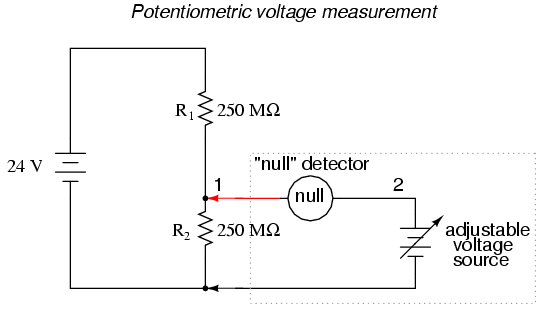 Potentiometric voltage measurement
R1 250 MΩ
24 V
"null" detector
1
null
2
R2 250 MΩ
adjustable
voltage
source